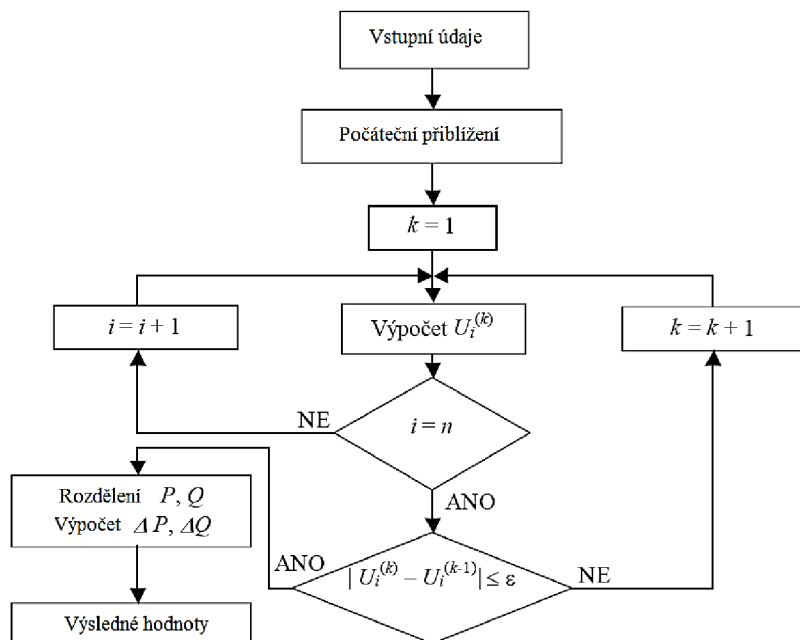 Vstupní údaje
Počáteční přiblížení
k = 1
i = i + 1
Výpočet U_i^(k)
k = k + 1
NE
i = n
Rozdělení P, Q
Výpočet Δ P, ΔQ
ANO
ANO
| U_i^(k) – U_i^(k-1)| ≤ ε
NE
Výsledné hodnoty